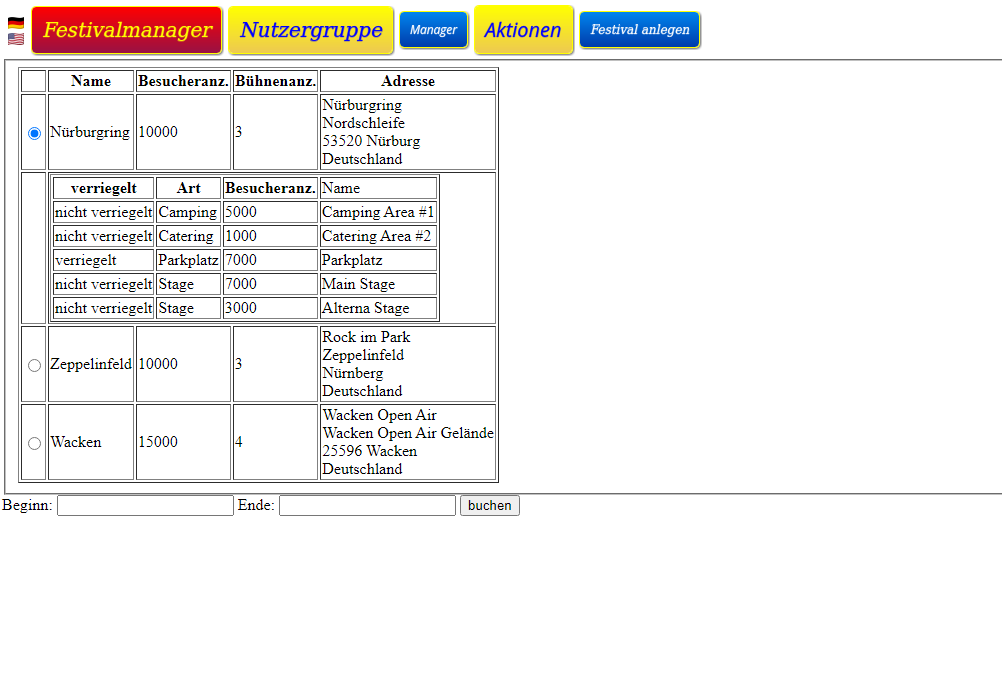 Festivalmanager Nutzergruppe Manager Aktionen Festival anlegen
Name Besucheranz. Bühnenanz. Adresse
Nürburgring 10000 3 Nürburgring
Nordschleife
53520 Nürburg
Deutschland
verriegelt Art Besucheranz. Name
nicht verriegelt Camping 5000 Camping Area #1
nicht verriegelt Catering 1000 Catering Area #2
verriegelt Parkplatz 7000 Parkplatz
nicht verriegelt Stage 7000 Main Stage
nicht verriegelt Stage 3000 Alterna Stage
Zeppelinfeld 10000 3 Rock im Park
Zeppelinfeld
Nürnberg
Deutschland
Wacken 15000 4 Wacken Open Air
Wacken Open Air Gelände
25596 Wacken
Deutschland
Beginn: Ende: buchen